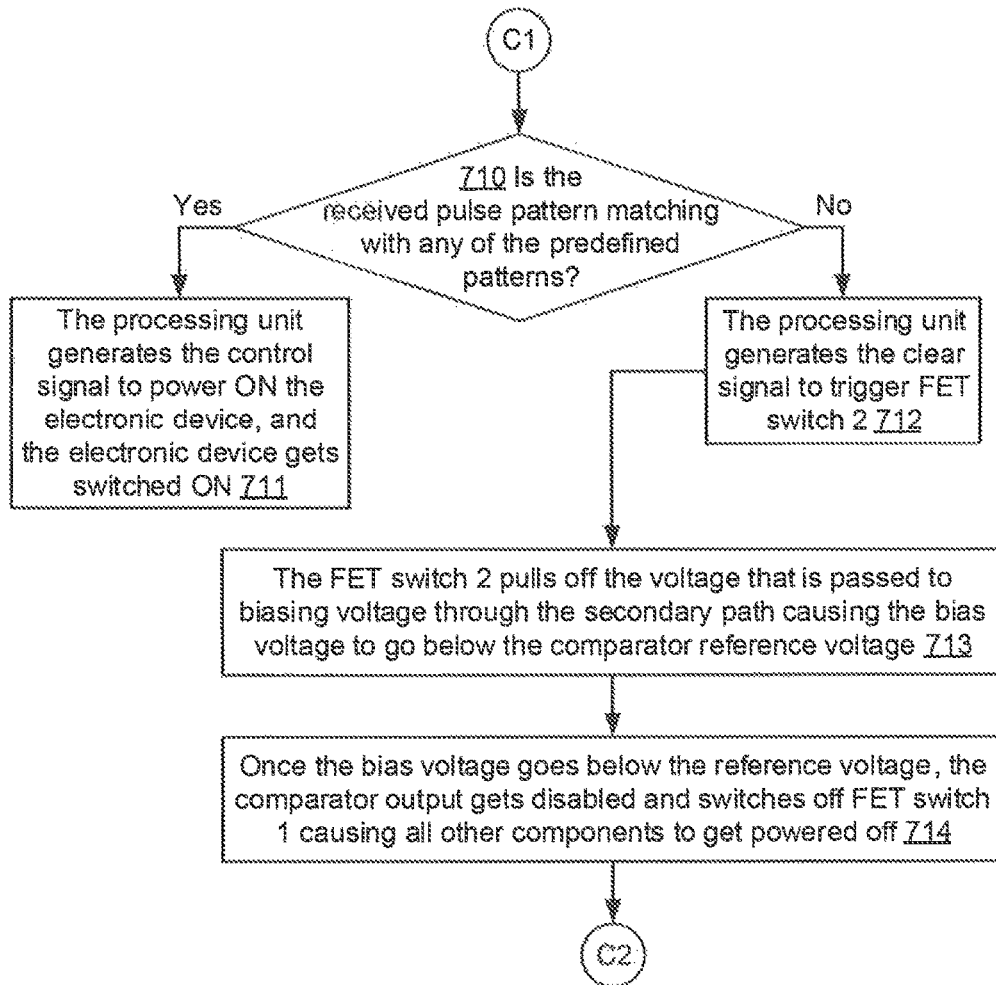 C1
710 Is the
received pulse pattern matching
with any of the predefined
patterns?
Yes
No
The processing unit
generates the control
signal to power ON the
electronic device, and
the electronic device gets
switched ON 711
The processing unit
generates the clear
signal to trigger FET
switch 2 712
The FET switch 2 pulls off the voltage that is passed to
biasing voltage through the secondary path causing the bias
voltage to go below the comparator reference voltage 713
Once the bias voltage goes below the reference voltage, the
comparator output gets disabled and switches off FET switch
1 causing all other components to get powered off 714
C2